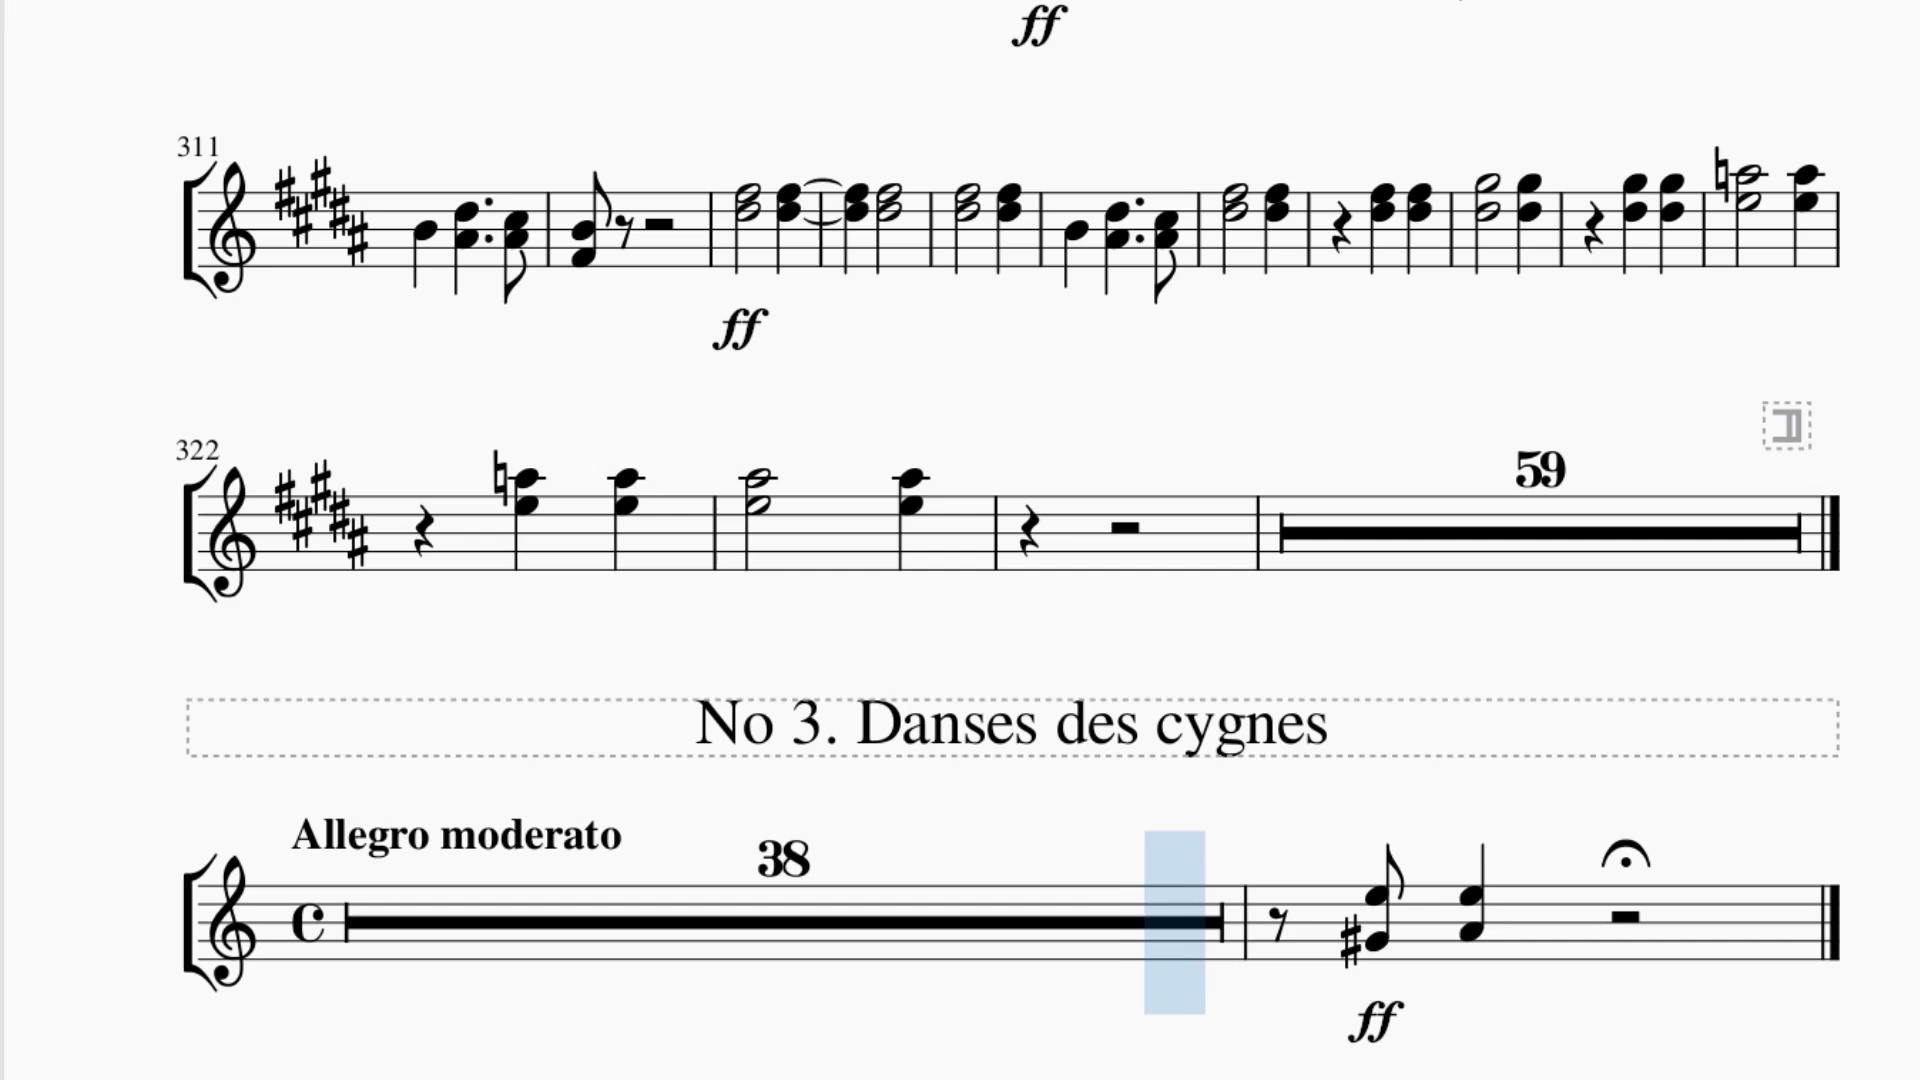 ff
311
ff
322
59
No 3. Danses des cygnes
Allegro moderato
38
ff